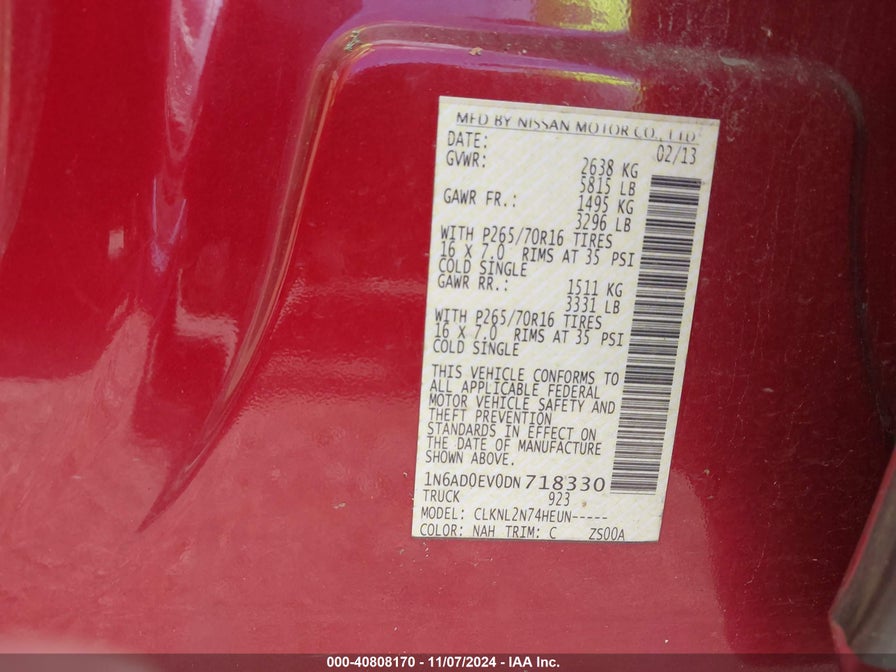 MFD BY NISSAN MOTOR CO., LTD
DATE: 02/13
GVWR: 2638 KG
5815 LB
GAWR FR.: 1495 KG
3296 LB
WITH P265/70R16 TIRES
16 X 7.0 RIMS AT 35 PSI
COLD SINGLE
GAWR RR.: 1511 KG
3331 LB
WITH P265/70R16 TIRES
16 X 7.0 RIMS AT 35 PSI
COLD SINGLE
THIS VEHICLE CONFORMS TO
ALL APPLICABLE FEDERAL
MOTOR VEHICLE SAFETY AND
THEFT PREVENTION
STANDARDS IN EFFECT ON
THE DATE OF MANUFACTURE
SHOWN ABOVE.
1N6AD0EV0DN718330
TRUCK 923
MODEL: CLKNL2N74HEUN-----
COLOR: NAH TRIM: C ZS00A
000-40808170 - 11/07/2024 - IAA Inc.